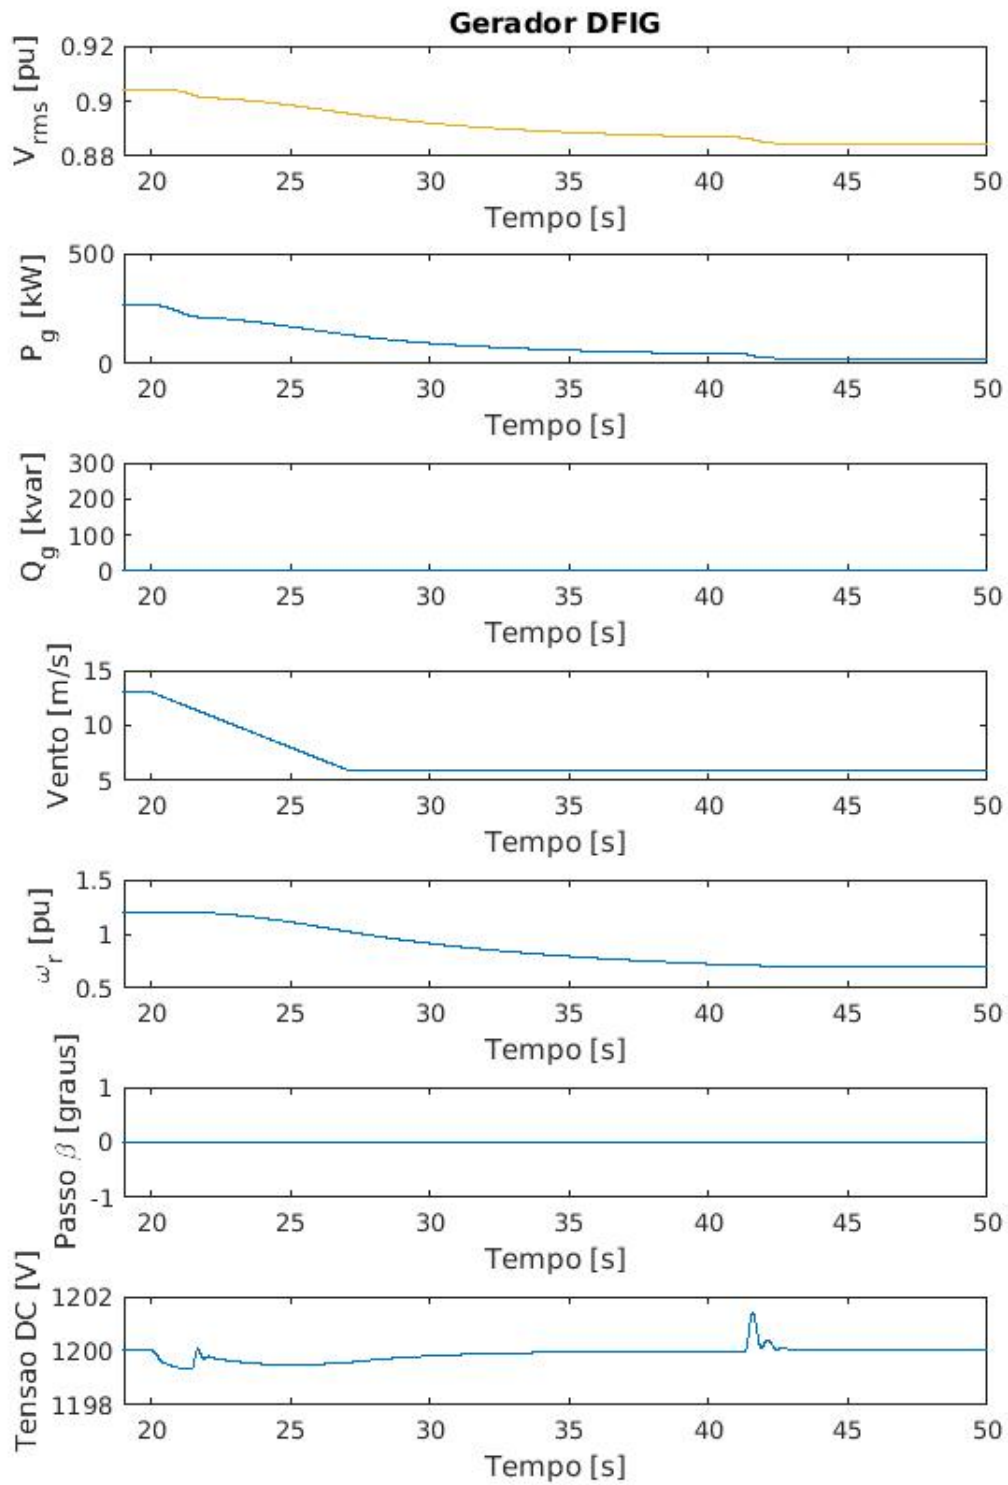 Gerador DFIG
V_rms [pu]
0.92
0.9
0.88
20 25 30 35 40 45 50
Tempo [s]
P_g [kW]
500
0
20 25 30 35 40 45 50
Tempo [s]
Q_g [kvar]
300
200
100
0
20 25 30 35 40 45 50
Tempo [s]
Vento [m/s]
15
10
5
20 25 30 35 40 45 50
Tempo [s]
ω_r [pu]
1.5
1
0.5
20 25 30 35 40 45 50
Tempo [s]
Passo β [graus]
1
0
-1
20 25 30 35 40 45 50
Tempo [s]
Tensao DC [V]
1202
1200
1198
20 25 30 35 40 45 50
Tempo [s]